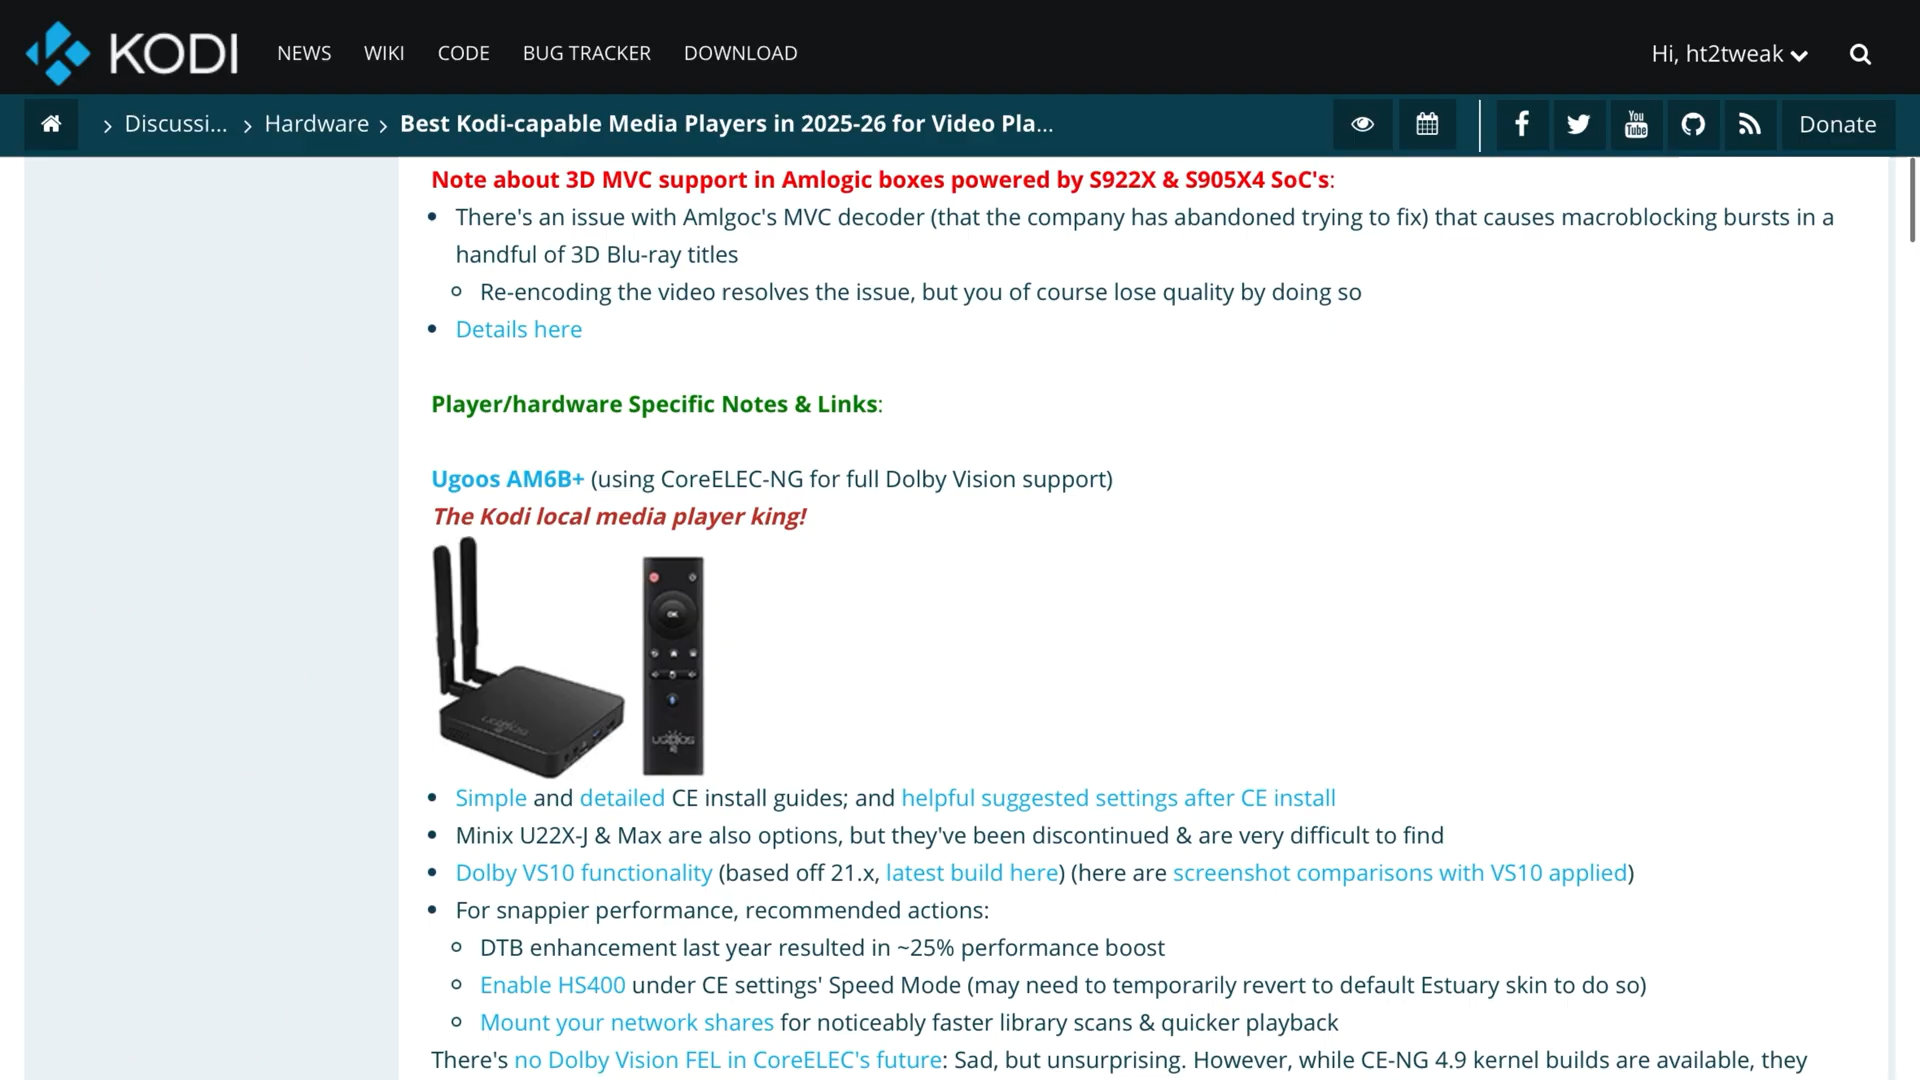 KODI NEWS WIKI CODE BUG TRACKER DOWNLOAD Hi, ht2tweak
Discussi... Hardware Best Kodi-capable Media Players in 2025-26 for Video Pla... You Tube Donate
Note about 3D MVC support in Amlogic boxes powered by S922X & S905X4 SoC's:
There's an issue with Amlgoc's MVC decoder (that the company has abandoned trying to fix) that causes macroblocking bursts in a
handful of 3D Blu-ray titles
Re-encoding the video resolves the issue, but you of course lose quality by doing so
Details here
Player/hardware Specific Notes & Links:
Ugoos AM6B+ (using CoreELEC-NG for full Dolby Vision support)
The Kodi local media player king!
OK
UGOOS
Simple and detailed CE install guides; and helpful suggested settings after CE install
Minix U22X-J & Max are also options, but they've been discontinued & are very difficult to find
Dolby VS10 functionality (based off 21.x, latest build here) (here are screenshot comparisons with VS10 applied)
For snappier performance, recommended actions:
DTB enhancement last year resulted in ~25% performance boost
Enable HS400 under CE settings' Speed Mode (may need to temporarily revert to default Estuary skin to do so)
Mount your network shares for noticeably faster library scans & quicker playback
There's no Dolby Vision FEL in CoreELEC's future: Sad, but unsurprising. However, while CE-NG 4.9 kernel builds are available, they